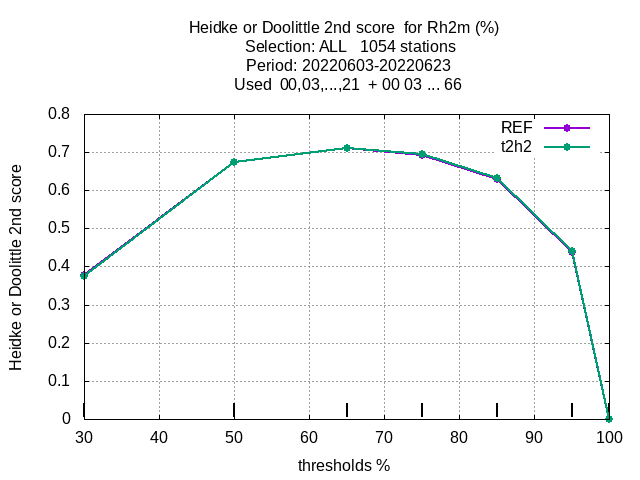 Heidke or Doolittle 2nd score  for Rh2m (%)
Selection: ALL   1054 stations
Period: 20220603-20220623
Used  00,03,...,21  + 00 03 ... 66
REF
t2h2
0.8
0.7
0.6
0.5
0.4
0.3
0.2
0.1
0
Heidke or Doolittle 2nd score
30 40 50 60 70 80 90 100
thresholds %